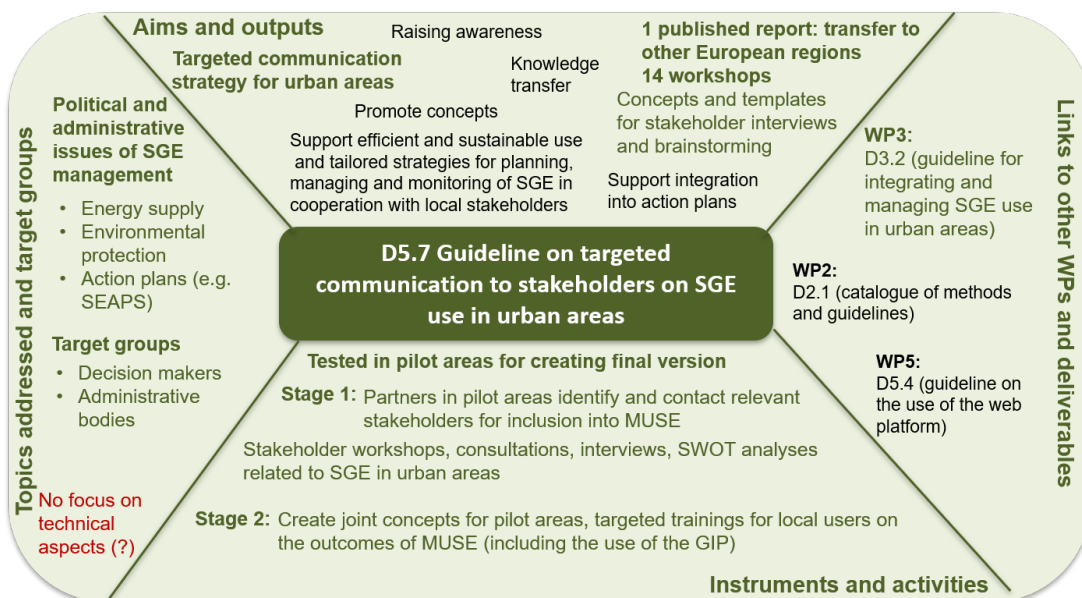 Aims and outputs
Targeted communication
strategy for urban areas
Raising awareness
Knowledge
transfer
Promote concepts
Support efficient and sustainable use
and tailored strategies for planning,
managing and monitoring of SGE in
cooperation with local stakeholders
1 published report: transfer to
other European regions
14 workshops
Concepts and templates
for stakeholder interviews
and brainstorming
Support integration
into action plans
Topics addressed and target groups
Political and
administrative
issues of SGE
management
• Energy supply
• Environmental
protection
• Action plans (e.g.
SEAPS)
Target groups
• Decision makers
• Administrative
bodies
No focus on
technical
aspects (?)
D5.7 Guideline on targeted
communication to stakeholders on SGE
use in urban areas
Links to other WPs and deliverables
WP3:
D3.2 (guideline for
integrating and
managing SGE use
in urban areas)
WP2:
D2.1 (catalogue of methods
and guidelines)
WP5:
D5.4 (guideline on
the use of the web
platform)
Tested in pilot areas for creating final version
Stage 1: Partners in pilot areas identify and contact relevant
stakeholders for inclusion into MUSE
Stakeholder workshops, consultations, interviews, SWOT analyses
related to SGE in urban areas
Stage 2: Create joint concepts for pilot areas, targeted trainings for local users on
the outcomes of MUSE (including the use of the GIP)
Instruments and activities